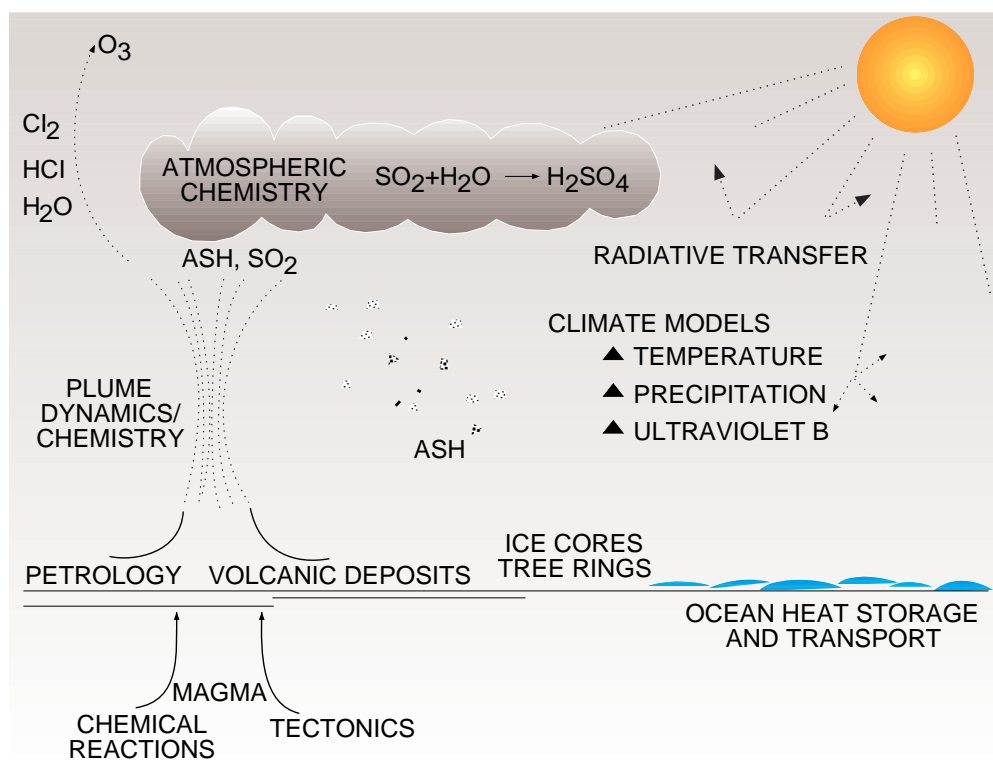 O3
Cl2
HCl
H2O
ATMOSPHERIC
CHEMISTRY
SO2+H2O → H2SO4
ASH, SO2
RADIATIVE TRANSFER
CLIMATE MODELS
▲ TEMPERATURE
▲ PRECIPITATION
▲ ULTRAVIOLET B
PLUME
DYNAMICS/
CHEMISTRY
ASH
PETROLOGY
VOLCANIC DEPOSITS
ICE CORES
TREE RINGS
OCEAN HEAT STORAGE
AND TRANSPORT
MAGMA
CHEMICAL
REACTIONS
TECTONICS